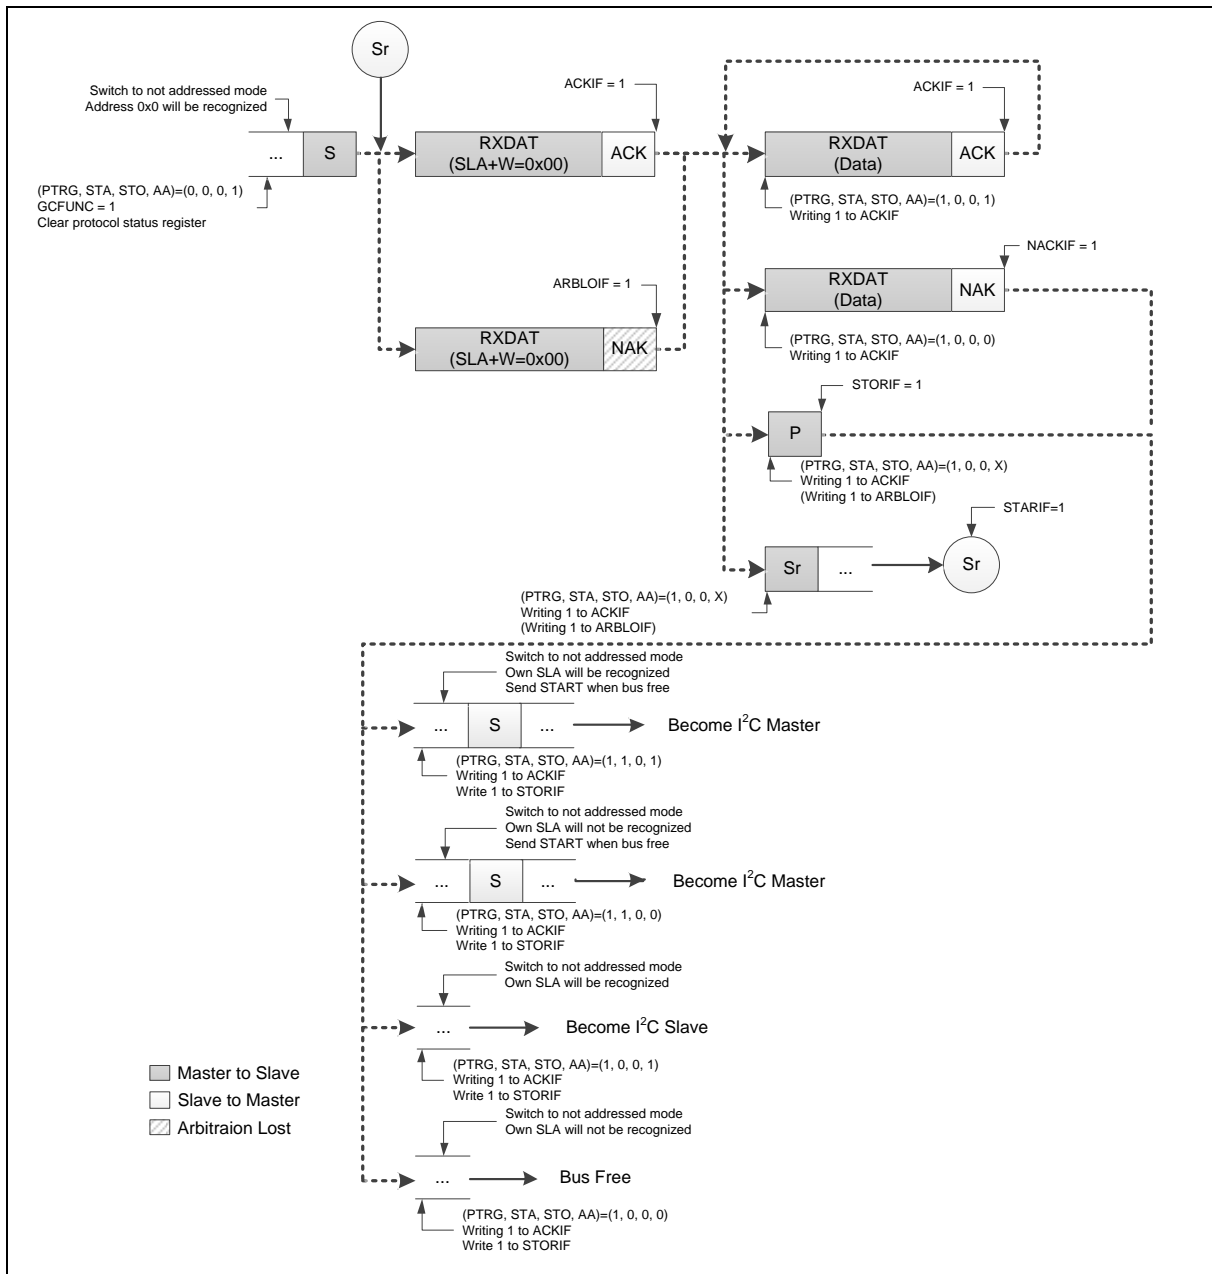 Sr
Switch to not addressed mode
Address 0x0 will be recognized
ACKIF = 1
ACKIF = 1
...
S
RXDAT
(SLA+W=0x00)
ACK
RXDAT
(Data)
ACK
(PTRG, STA, STO, AA)=(0, 0, 0, 1)
GCFUNC = 1
Clear protocol status register
(PTRG, STA, STO, AA)=(1, 0, 0, 1)
Writing 1 to ACKIF
NACKIF = 1
ARBLOIF = 1
RXDAT
(Data)
NAK
RXDAT
(SLA+W=0x00)
NAK
(PTRG, STA, STO, AA)=(1, 0, 0, 0)
Writing 1 to ACKIF
STORIF = 1
P
(PTRG, STA, STO, AA)=(1, 0, 0, X)
Writing 1 to ACKIF
(Writing 1 to ARBLOIF)
STARIF=1
Sr
...
Sr
(PTRG, STA, STO, AA)=(1, 0, 0, X)
Writing 1 to ACKIF
(Writing 1 to ARBLOIF)
Switch to not addressed mode
Own SLA will be recognized
Send START when bus free
...
S
...
Become I²C Master
(PTRG, STA, STO, AA)=(1, 1, 0, 1)
Writing 1 to ACKIF
Write 1 to STORIF
Switch to not addressed mode
Own SLA will not be recognized
Send START when bus free
...
S
...
Become I²C Master
(PTRG, STA, STO, AA)=(1, 1, 0, 0)
Writing 1 to ACKIF
Write 1 to STORIF
Switch to not addressed mode
Own SLA will be recognized
...
Become I²C Slave
(PTRG, STA, STO, AA)=(1, 0, 0, 1)
Writing 1 to ACKIF
Write 1 to STORIF
Master to Slave
Slave to Master
Arbitraion Lost
Switch to not addressed mode
Own SLA will not be recognized
...
Bus Free
(PTRG, STA, STO, AA)=(1, 0, 0, 0)
Writing 1 to ACKIF
Write 1 to STORIF